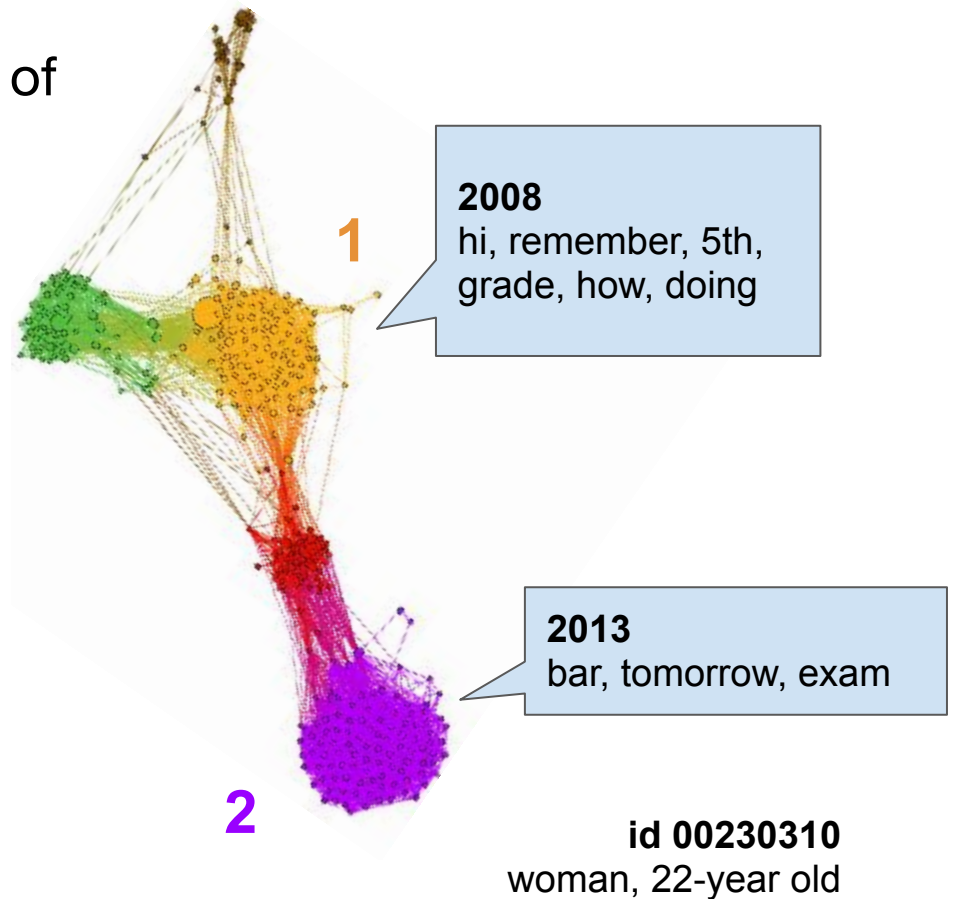 of
1
2008
hi, remember, 5th,
grade, how, doing
2013
bar, tomorrow, exam
2
id 00230310
woman, 22-year old